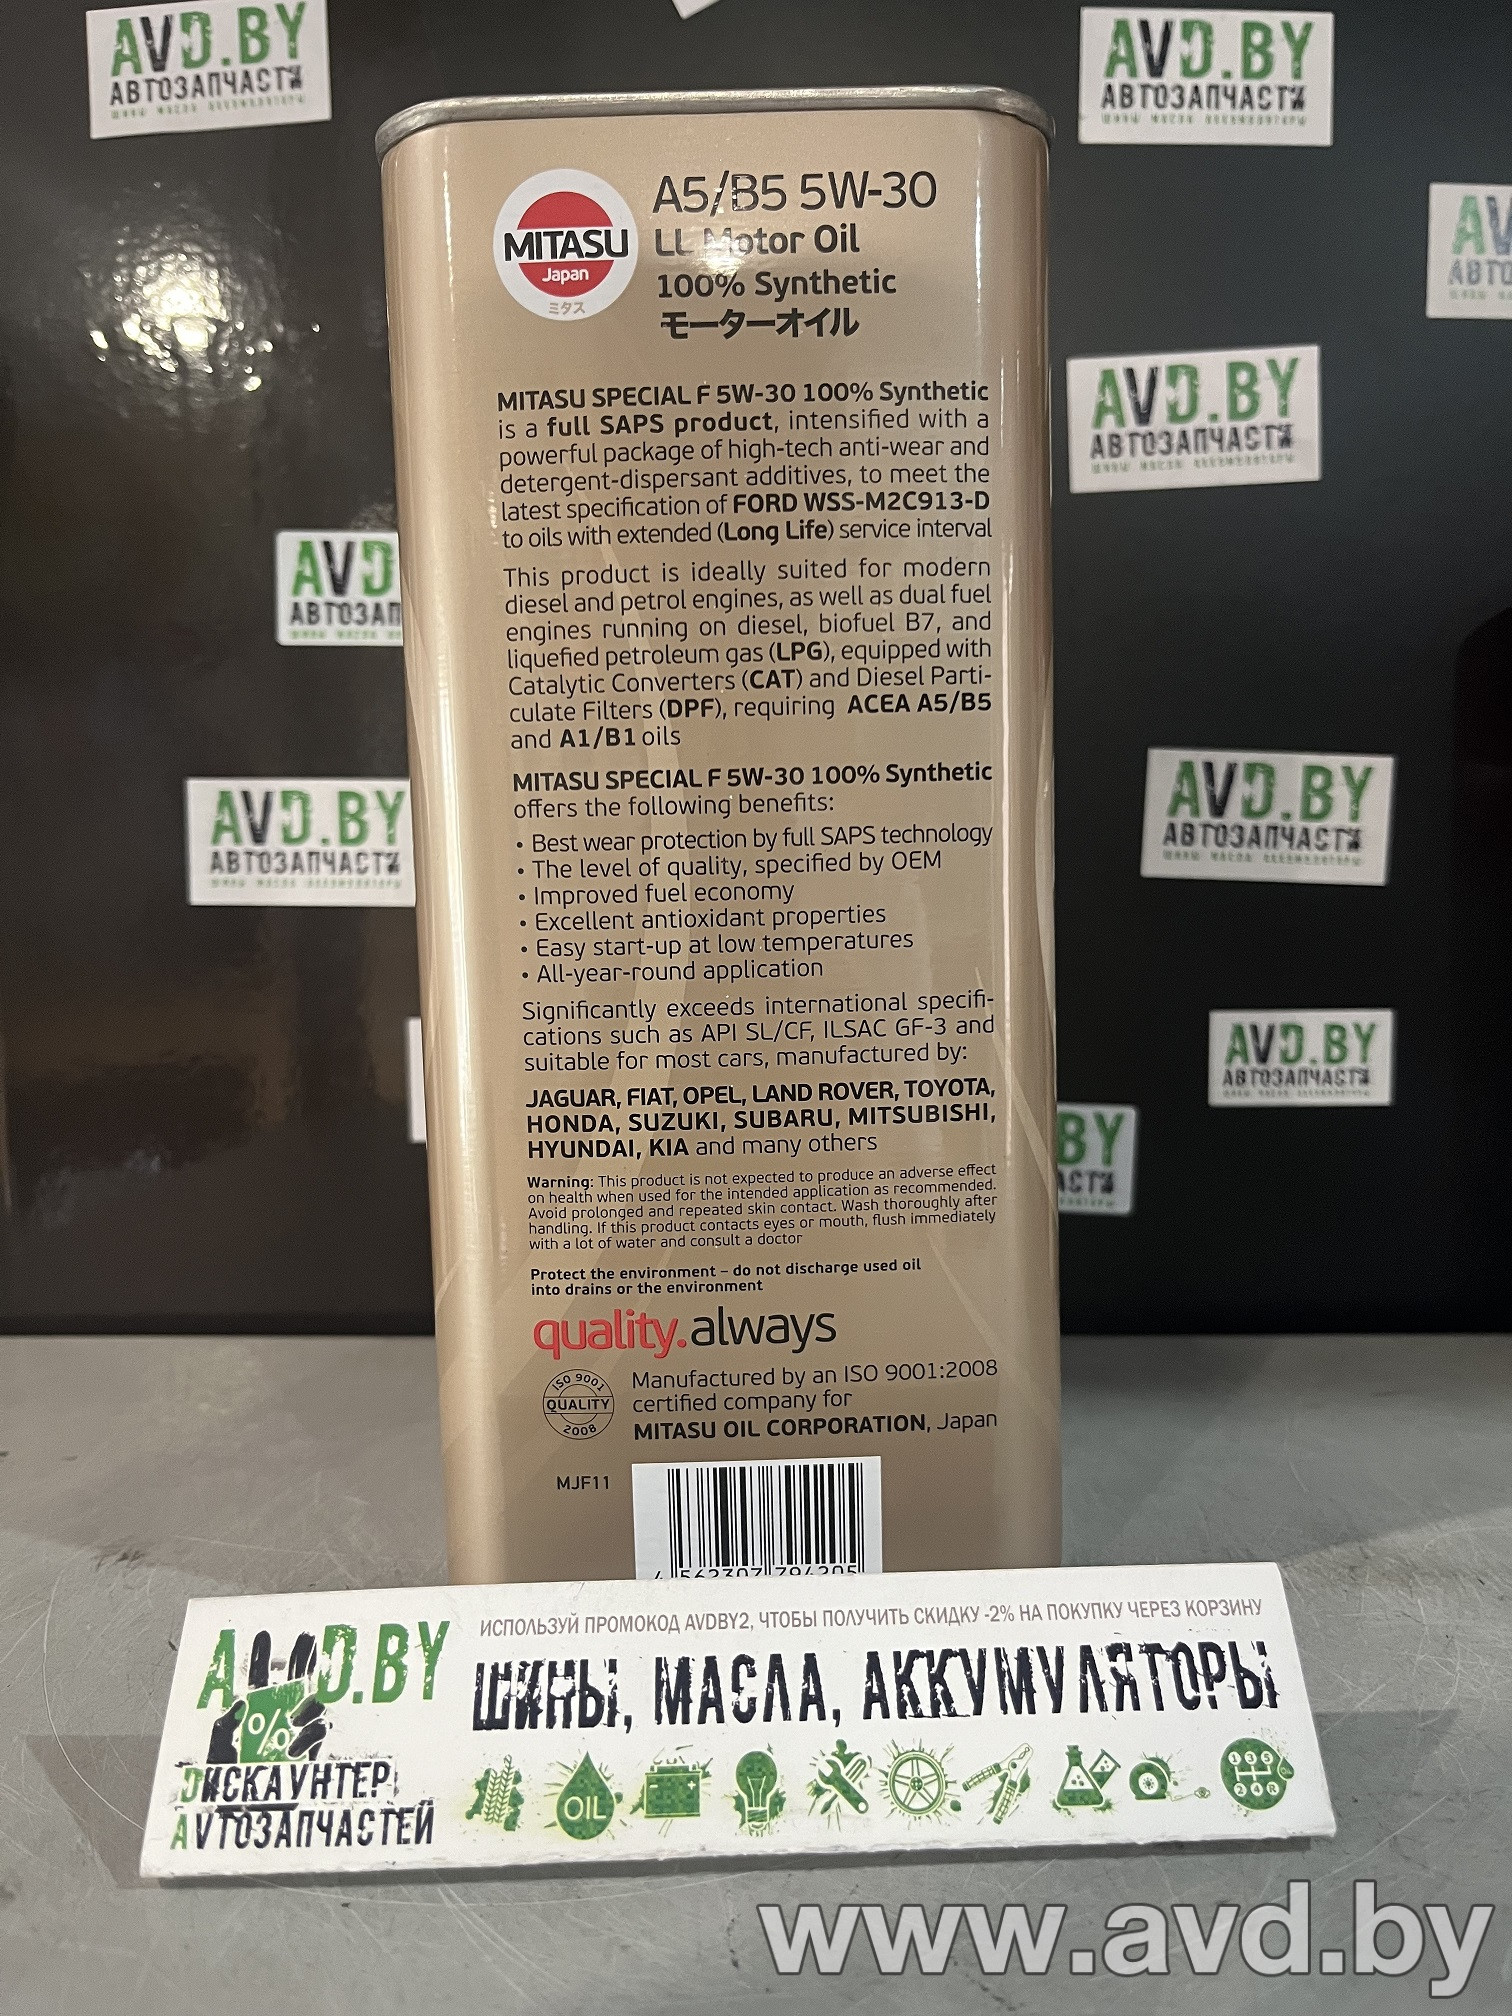 AVD.BY
АВТОЗАПЧАСТИ
AVD.BY
АВТОЗАПЧАСТИ
AVD.BY
АВТОЗАПЧАСТИ
AVD.BY
АВТОЗАПЧАСТИ
AVD.BY
АВТОЗАПЧАСТИ
AVD.BY
АВТОЗАПЧАСТИ
MITASU
Japan
ミタス
A5/B5 5W-30
LL Motor Oil
100% Synthetic
モーターオイル
MITASU SPECIAL F 5W-30 100% Synthetic
is a full SAPS product, intensified with a
powerful package of high-tech anti-wear and
detergent-dispersant additives, to meet the
latest specification of FORD WSS-M2C913-D
to oils with extended (Long Life) service interval
This product is ideally suited for modern
diesel and petrol engines, as well as dual fuel
engines running on diesel, biofuel B7, and
liquefied petroleum gas (LPG), equipped with
Catalytic Converters (CAT) and Diesel Parti-
culate Filters (DPF), requiring ACEA A5/B5
and A1/B1 oils
MITASU SPECIAL F 5W-30 100% Synthetic
offers the following benefits:
• Best wear protection by full SAPS technology
• The level of quality, specified by OEM
• Improved fuel economy
• Excellent antioxidant properties
• Easy start-up at low temperatures
• All-year-round application
Significantly exceeds international specifi-
cations such as API SL/CF, ILSAC GF-3 and
suitable for most cars, manufactured by:
JAGUAR, FIAT, OPEL, LAND ROVER, TOYOTA,
HONDA, SUZUKI, SUBARU, MITSUBISHI,
HYUNDAI, KIA and many others
Warning: This product is not expected to produce an adverse effect
on health when used for the intended application as recommended.
Avoid prolonged and repeated skin contact. Wash thoroughly after
handling. If this product contacts eyes or mouth, flush immediately
with a lot of water and consult a doctor
Protect the environment – do not discharge used oil
into drains or the environment
quality.always
ISO 9001
QUALITY
2008
Manufactured by an ISO 9001:2008
certified company for
MITASU OIL CORPORATION, Japan
MJF11
4 562307 794205
ИСПОЛЬЗУЙ ПРОМОКОД AVDBY2, ЧТОБЫ ПОЛУЧИТЬ СКИДКУ -2% НА ПОКУПКУ ЧЕРЕЗ КОРЗИНУ
AVD.BY
%
DИСКАУНТЕР
АVТОЗАПЧАСТЕЙ
ШИНЫ, МАСЛА, АККУМУЛЯТОРЫ
OIL
1 3 5
2 4 R
www.avd.by